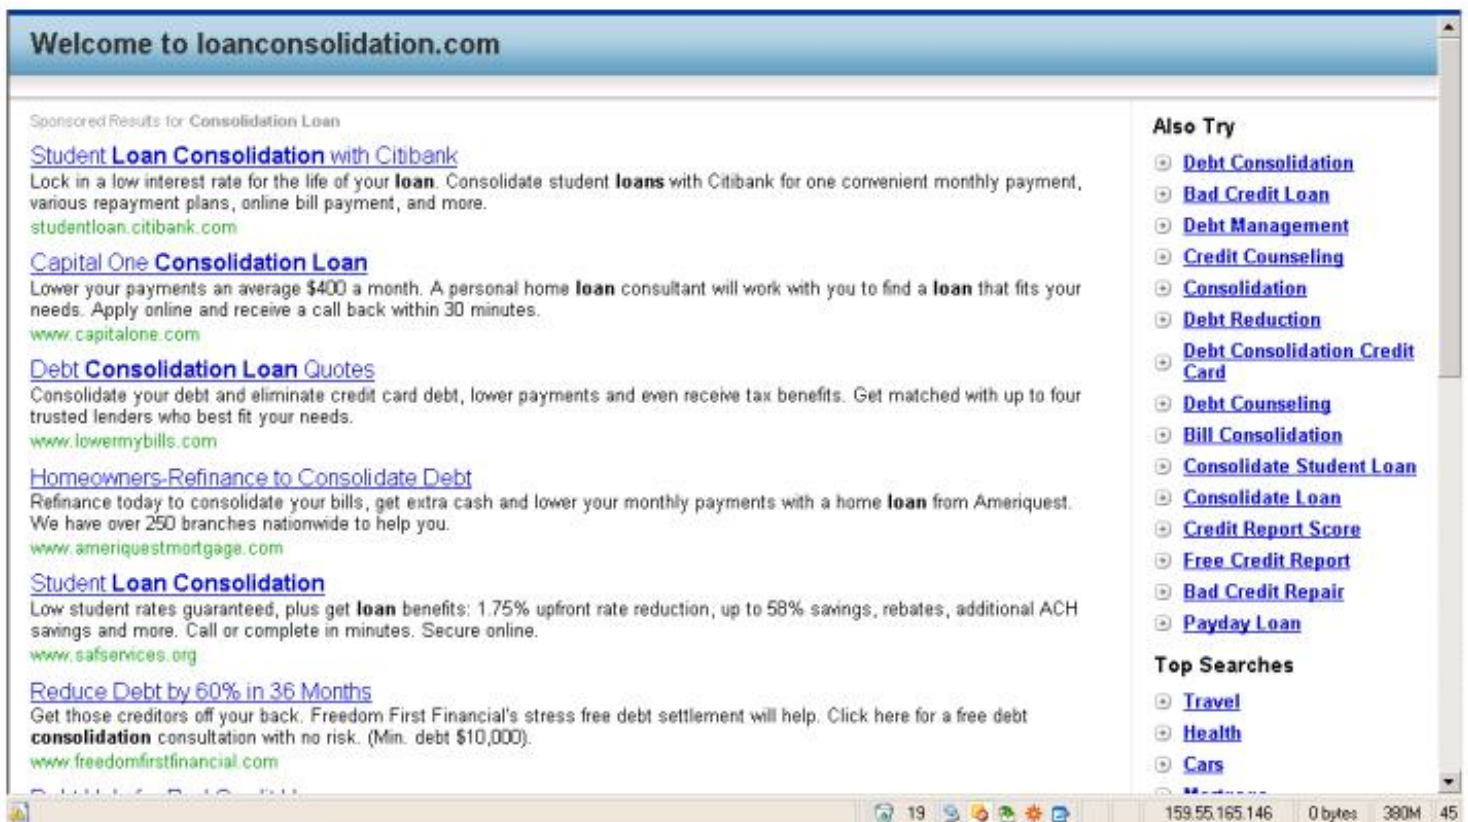 Welcome to loanconsolidation.com
Sponsored Results for Consolidation Loan
Student Loan Consolidation with Citibank
Lock in a low interest rate for the life of your loan. Consolidate student loans with Citibank for one convenient monthly payment,
various repayment plans, online bill payment, and more.
studentloan.citibank.com
Capital One Consolidation Loan
Lower your payments an average $400 a month. A personal home loan consultant will work with you to find a loan that fits your
needs. Apply online and receive a call back within 30 minutes.
www.capitalone.com
Debt Consolidation Loan Quotes
Consolidate your debt and eliminate credit card debt, lower payments and even receive tax benefits. Get matched with up to four
trusted lenders who best fit your needs.
www.lowermybills.com
Homeowners-Refinance to Consolidate Debt
Refinance today to consolidate your bills, get extra cash and lower your monthly payments with a home loan from Ameriquest.
We have over 250 branches nationwide to help you.
www.ameriquestmortgage.com
Student Loan Consolidation
Low student rates guaranteed, plus get loan benefits: 1.75% upfront rate reduction, up to 58% savings, rebates, additional ACH
savings and more. Call or complete in minutes. Secure online.
www.safservices.org
Reduce Debt by 60% in 36 Months
Get those creditors off your back. Freedom First Financial's stress free debt settlement will help. Click here for a free debt
consolidation consultation with no risk. (Min. debt $10,000).
www.freedomfirstfinancial.com
Also Try
Debt Consolidation
Bad Credit Loan
Debt Management
Credit Counseling
Consolidation
Debt Reduction
Debt Consolidation Credit
Card
Debt Counseling
Bill Consolidation
Consolidate Student Loan
Consolidate Loan
Credit Report Score
Free Credit Report
Bad Credit Repair
Payday Loan
Top Searches
Travel
Health
Cars
19
159.55.165.146
0 bytes
380M
45